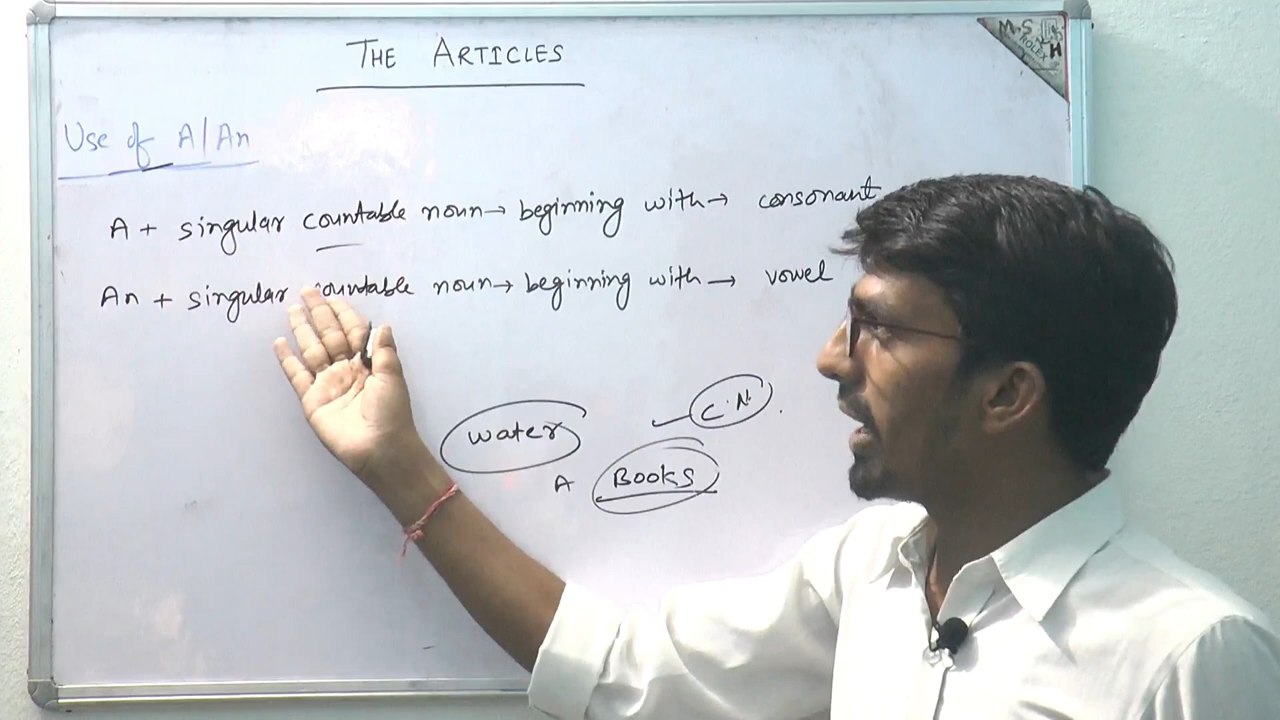 THE ARTICLES
M.S
ROLEX
H
Use of A/An
A + singular countable noun → beginning with → consonant
An + singular countable noun → beginning with → vowel
C.N.
water
A Books